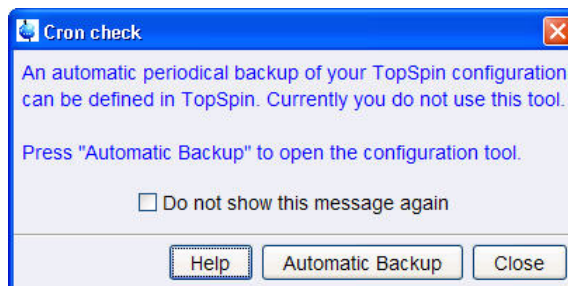 Cron check
An automatic periodical backup of your TopSpin configuration
can be defined in TopSpin. Currently you do not use this tool.
Press "Automatic Backup" to open the configuration tool.
Do not show this message again
Help Automatic Backup Close